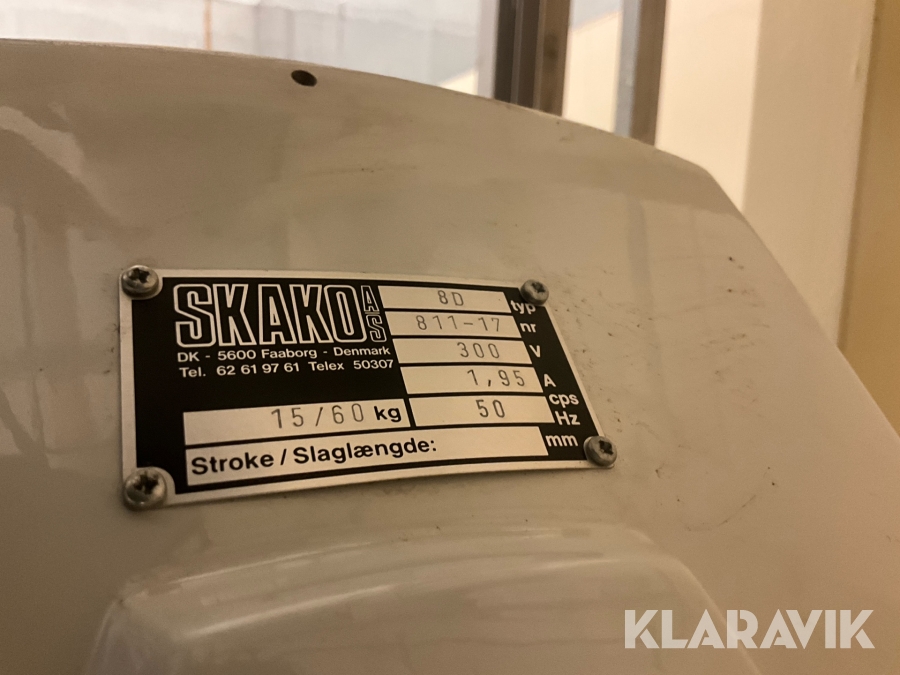 SKAKO A/S
DK - 5600 Faaborg - Denmark
Tel. 62 61 97 61 Telex 50307
8D typ
811-17 nr
300 V
1,95 A
15/60 kg
50 cps Hz
Stroke / Slaglængde: mm
KLARAVIK